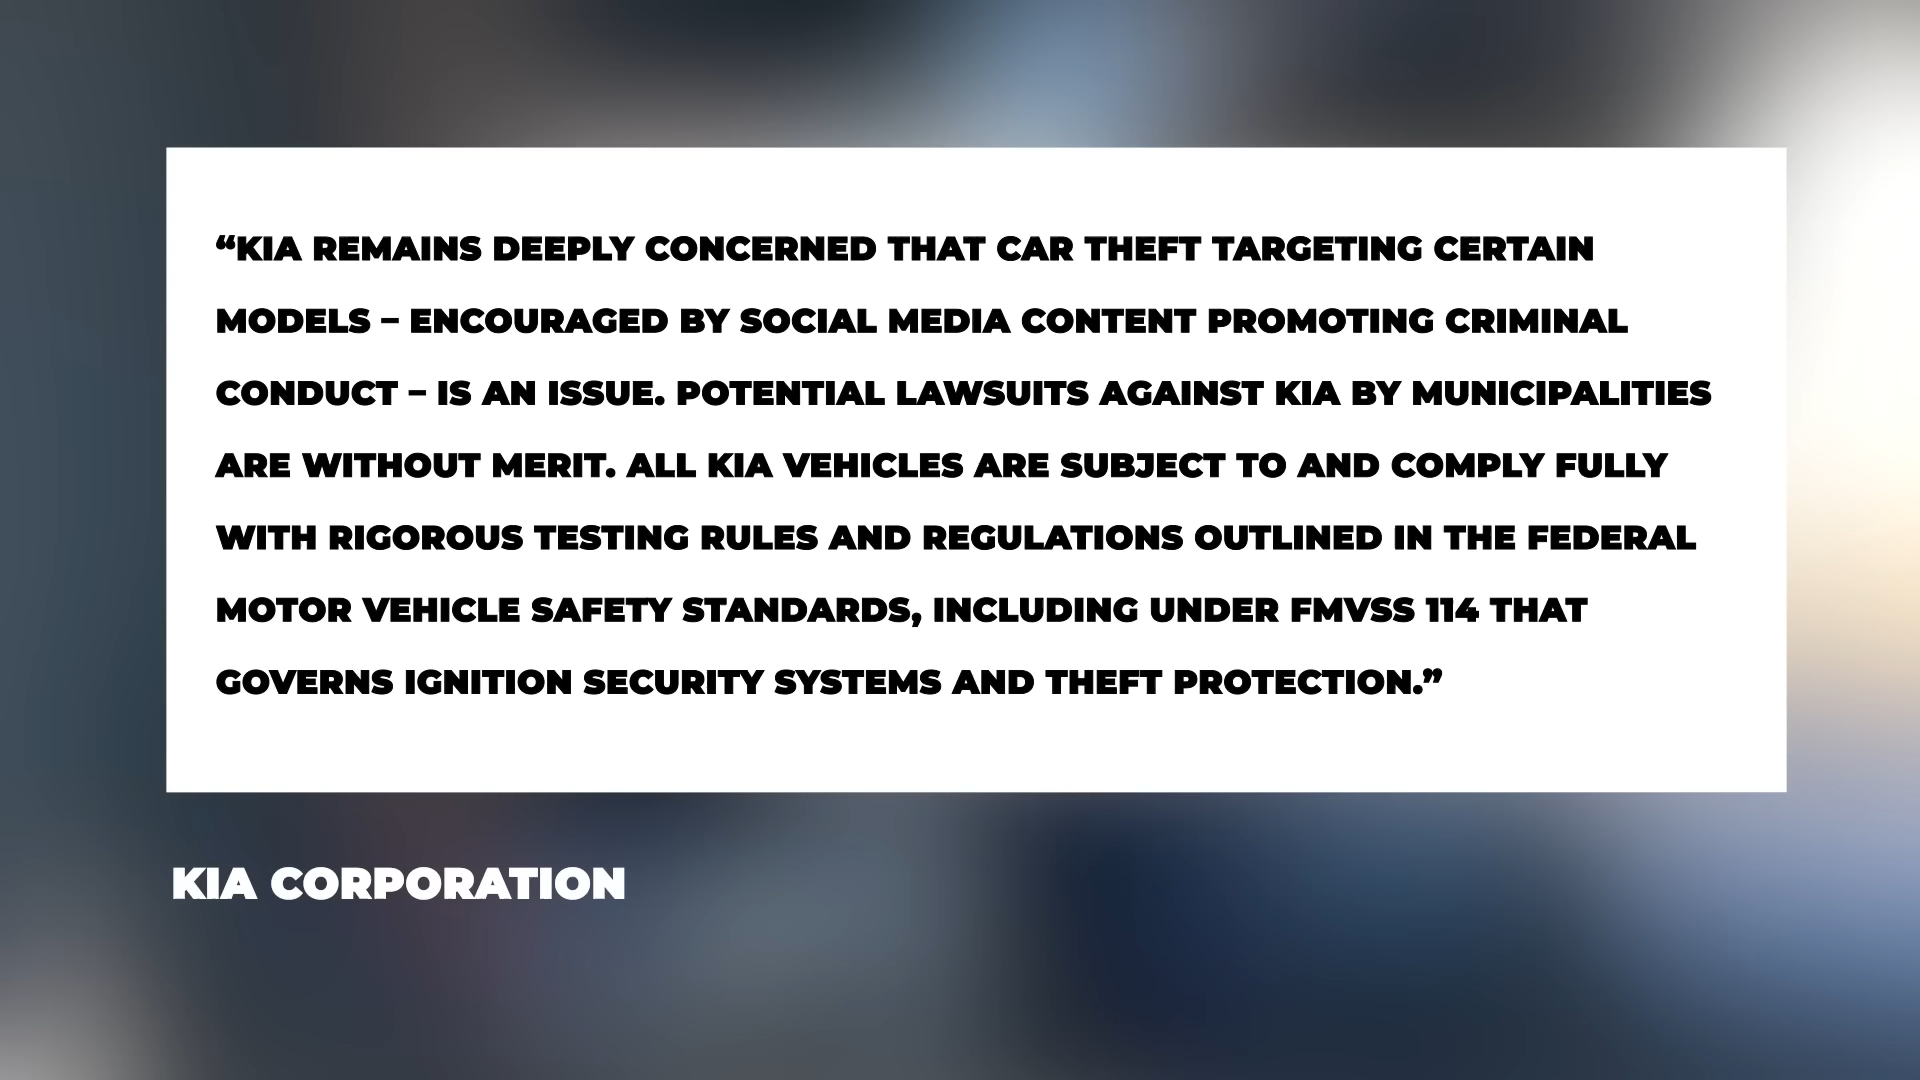 “KIA REMAINS DEEPLY CONCERNED THAT CAR THEFT TARGETING CERTAIN
MODELS – ENCOURAGED BY SOCIAL MEDIA CONTENT PROMOTING CRIMINAL
CONDUCT – IS AN ISSUE. POTENTIAL LAWSUITS AGAINST KIA BY MUNICIPALITIES
ARE WITHOUT MERIT. ALL KIA VEHICLES ARE SUBJECT TO AND COMPLY FULLY
WITH RIGOROUS TESTING RULES AND REGULATIONS OUTLINED IN THE FEDERAL
MOTOR VEHICLE SAFETY STANDARDS, INCLUDING UNDER FMVSS 114 THAT
GOVERNS IGNITION SECURITY SYSTEMS AND THEFT PROTECTION.”
KIA CORPORATION